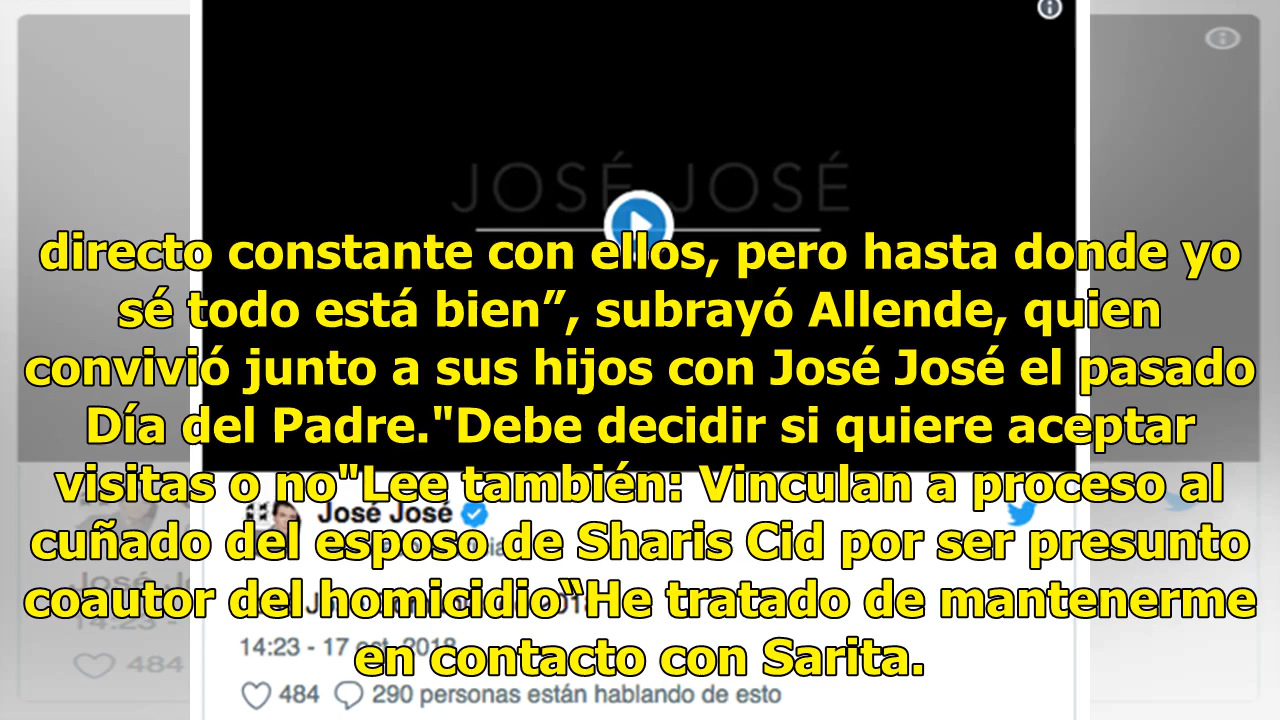 JOSÉ JOSÉ
directo constante con ellos, pero hasta donde yo
sé todo está bien”, subrayó Allende, quien
convivió junto a sus hijos con José José el pasado
Día del Padre."Debe decidir si quiere aceptar
visitas o no"Lee también: Vinculan a proceso al
cuñado del esposo de Sharis Cid por ser presunto
coautor del homicidio“He tratado de mantenerme
en contacto con Sarita.
José José
14:23 - 17 oct. 2018
484 290 personas están hablando de esto
484